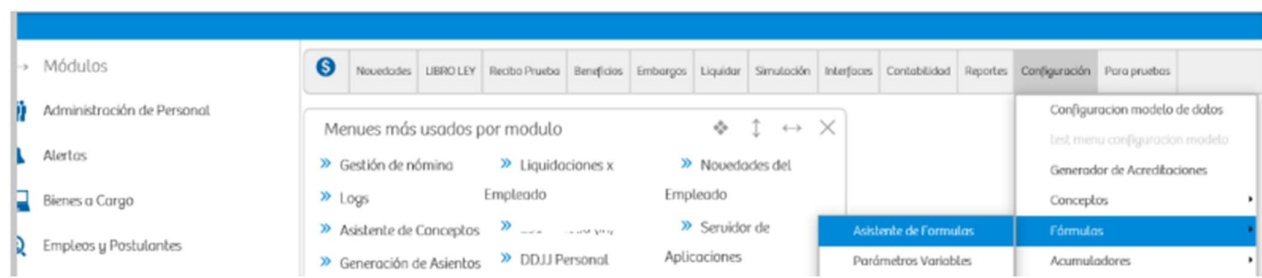 Módulos
Administración de Personal
Alertas
Bienes a Cargo
Empleos y Postulantes
Novedades LIBRO LEY Recibo Prueba Beneficios Embargos Liquidar Simulación Interfaces Contabilidad Reportes Configuración Para pruebas
Menues más usados por modulo
» Gestión de nómina
» Logs
» Asistente de Conceptos
» Generación de Asientos
» Liquidaciones x
Empleado
» DDJJ Personal
» Novedades del
Empleado
» Servidor de
Aplicaciones
Configuracion modelo de datos
test menu configuracion modelo
Generador de Acreditaciones
Conceptos
Fórmulas
Acumuladores
Asistente de Formulas
Parámetros Variables